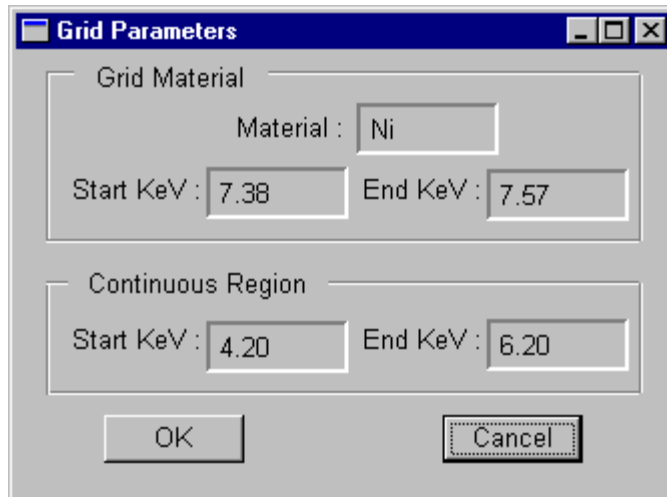 Grid Parameters
Grid Material
Material : Ni
Start KeV : 7.38 End KeV : 7.57
Continuous Region
Start KeV : 4.20 End KeV : 6.20
OK Cancel